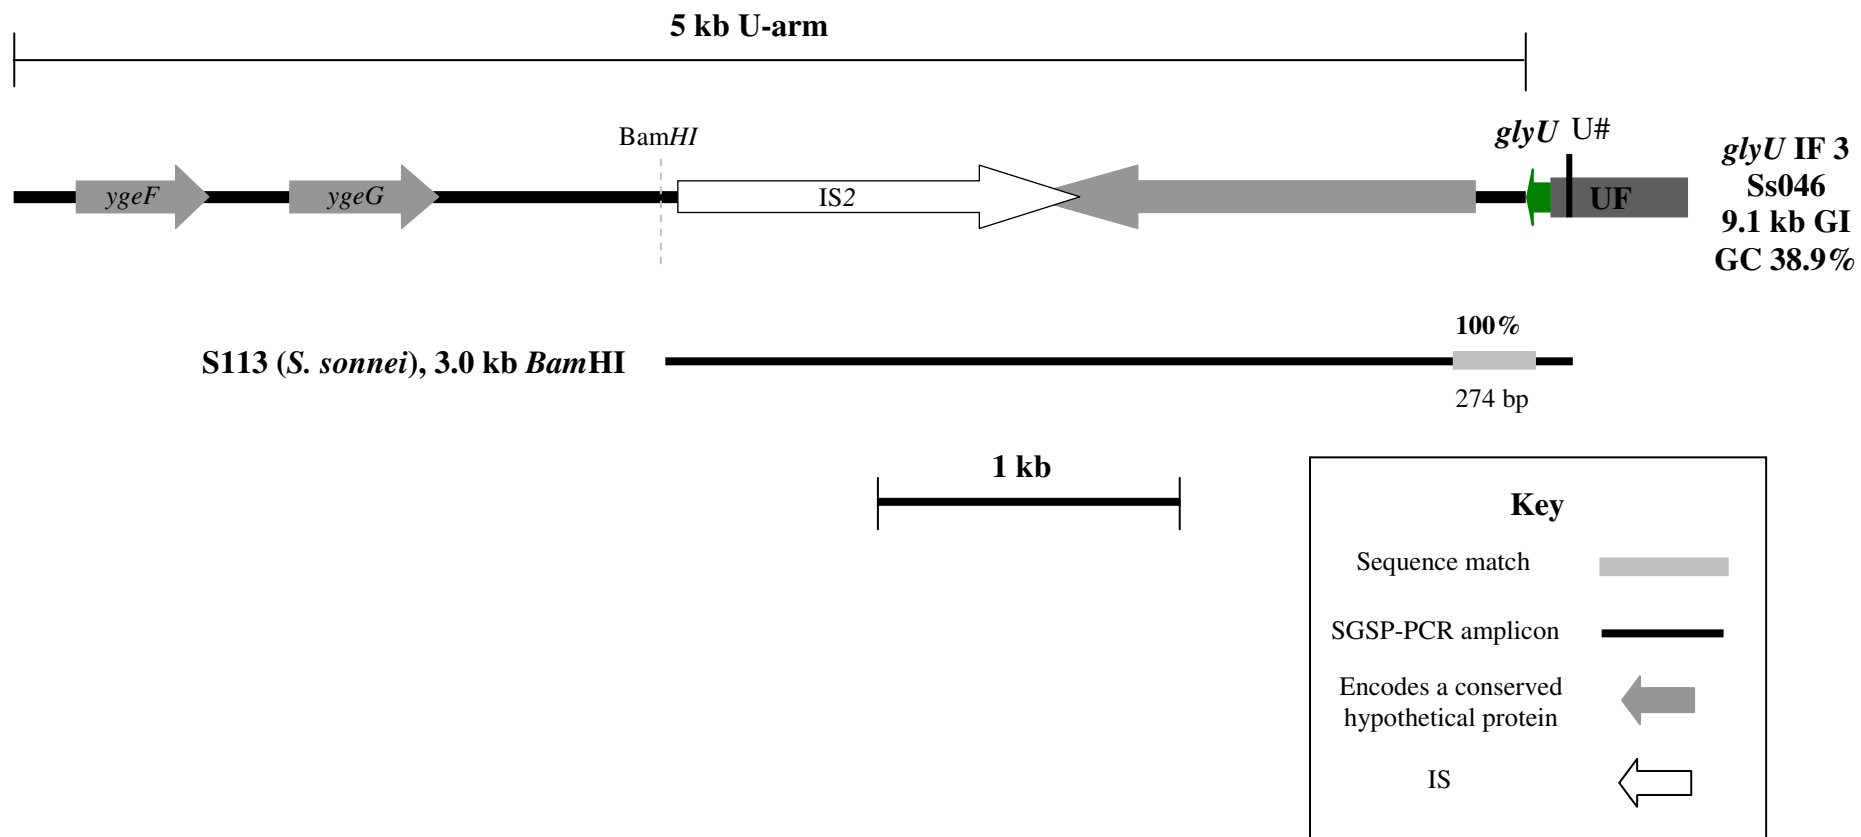 5 kb U-arm
BamHI
glyU U#
ygeF
ygeG
IS2
UF
glyU IF 3
Ss046
9.1 kb GI
GC 38.9%
100%
S113 (S. sonnei), 3.0 kb BamHI
274 bp
1 kb
Key
Sequence match
SGSP-PCR amplicon
Encodes a conserved
hypothetical protein
IS